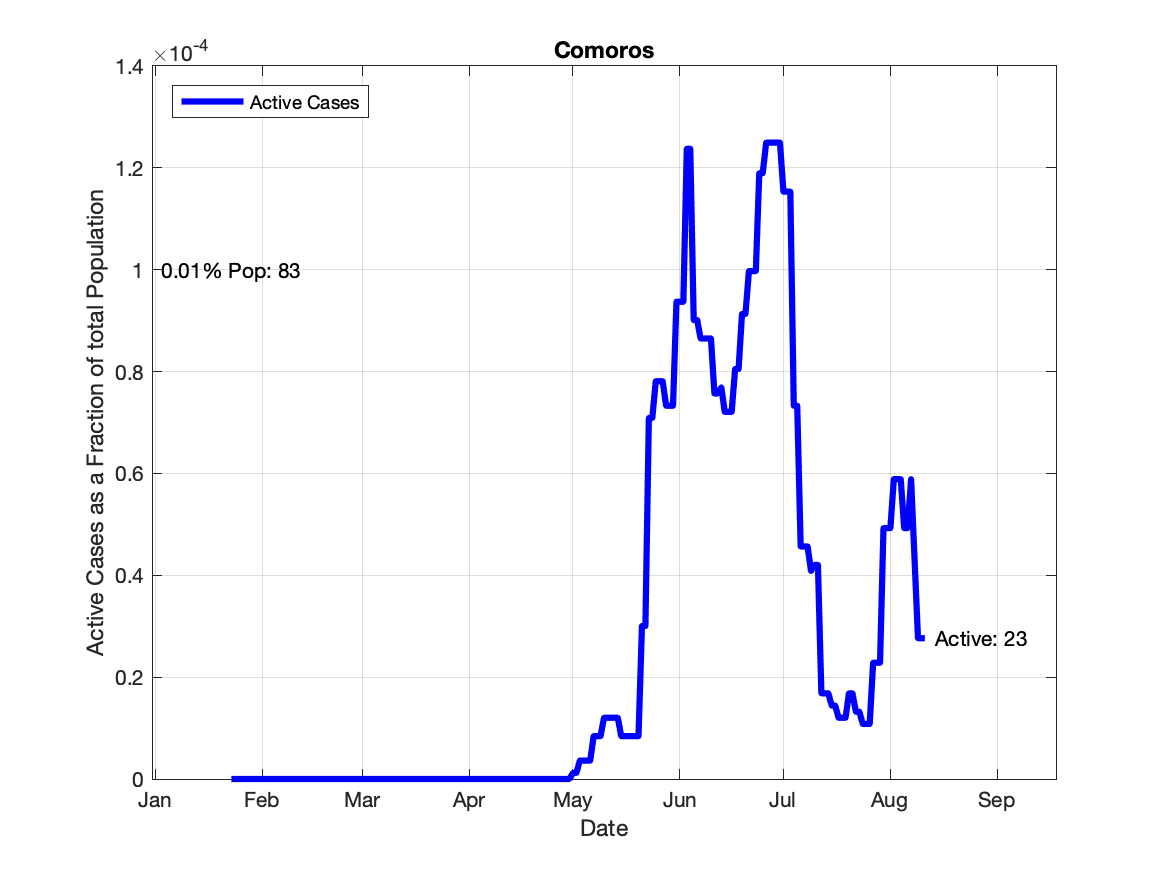 Comoros
×10-4
Active Cases
1.4
1.2
1
0.8
0.6
0.4
0.2
0
0.01% Pop: 83
Active: 23
Active Cases as a Fraction of total Population
Jan Feb Mar Apr May Jun Jul Aug Sep
Date